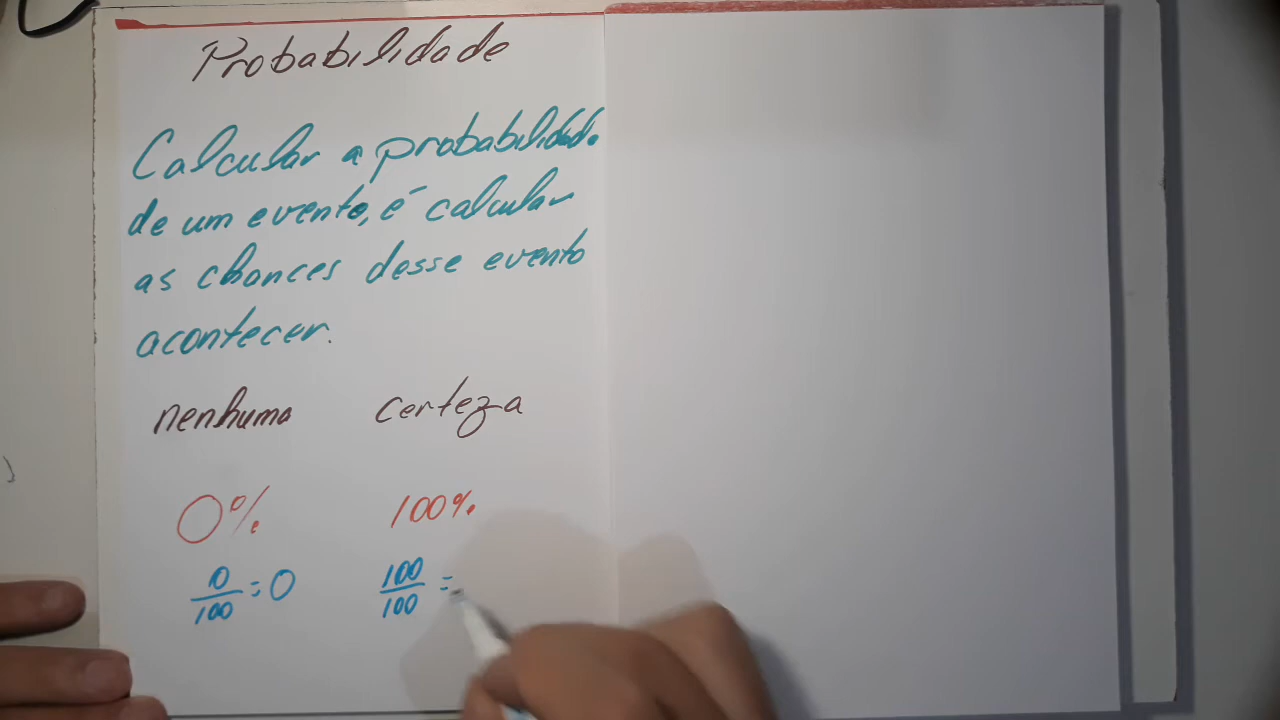 Probabilidade
Calcular a probabilidade
de um evento, é calcular
as chances desse evento
acontecer.
nenhuma certeza
0% 100%
0/100 = 0 100/100 =